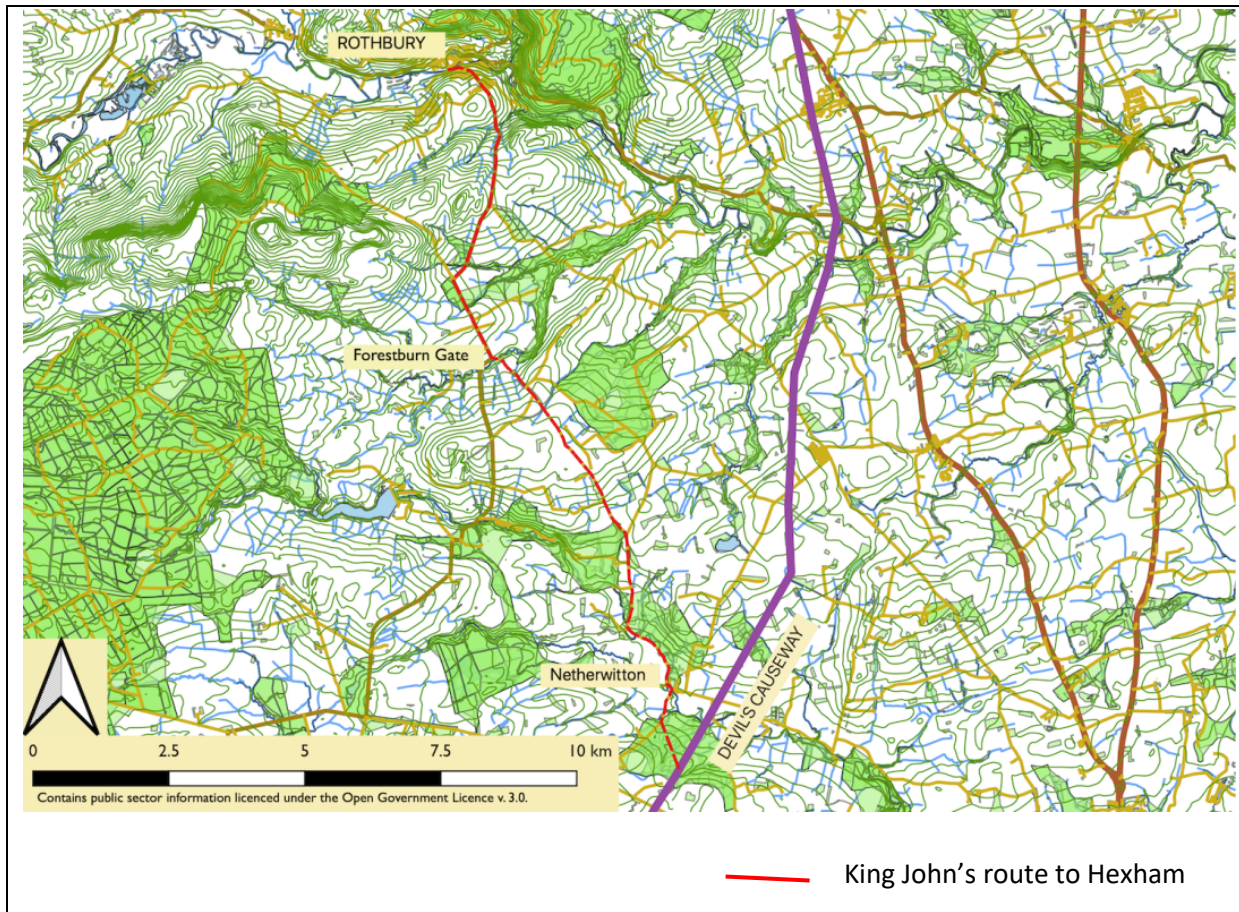 ROTHBURY
Forestburn Gate
Netherwitton
DEVIL'S CAUSEWAY
0 2.5 5 7.5 10 km
Contains public sector information licenced under the Open Government Licence v. 3.0.
King John’s route to Hexham